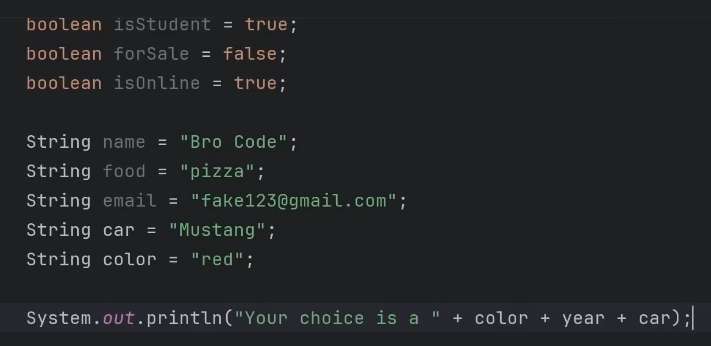 boolean isStudent = true;
boolean forSale = false;
boolean isOnline = true;
String name = "Bro Code";
String food = "pizza";
String email = "fake123@gmail.com";
String car = "Mustang";
String color = "red";
System.out.println("Your choice is a " + color + year + car);